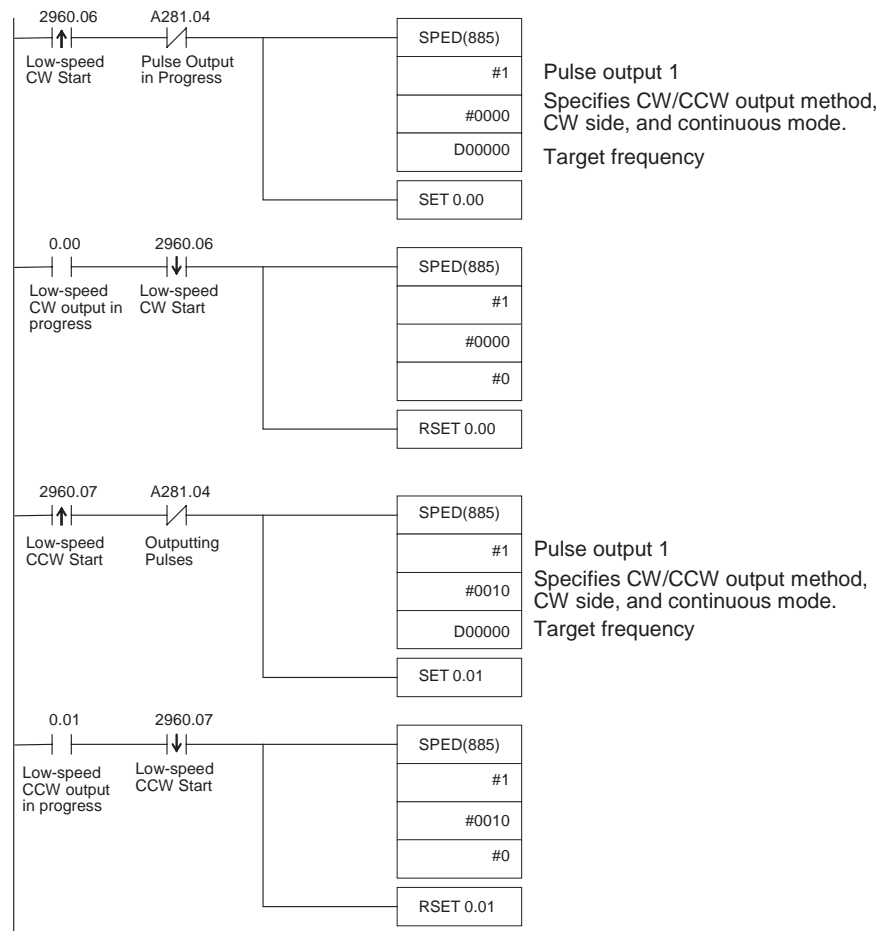 2960.06 A281.04
SPED(885)
Low-speed
CW Start
Pulse Output
in Progress
#1
Pulse output 1
#0000
Specifies CW/CCW output method,
CW side, and continuous mode.
D00000
Target frequency
SET 0.00
0.00 2960.06
SPED(885)
Low-speed
CW output in
progress
Low-speed
CW Start
#1
#0000
#0
RSET 0.00
2960.07 A281.04
SPED(885)
Low-speed
CCW Start
Outputting
Pulses
#1
Pulse output 1
#0010
Specifies CW/CCW output method,
CW side, and continuous mode.
D00000
Target frequency
SET 0.01
0.01 2960.07
SPED(885)
Low-speed
CCW output
in progress
Low-speed
CCW Start
#1
#0010
#0
RSET 0.01